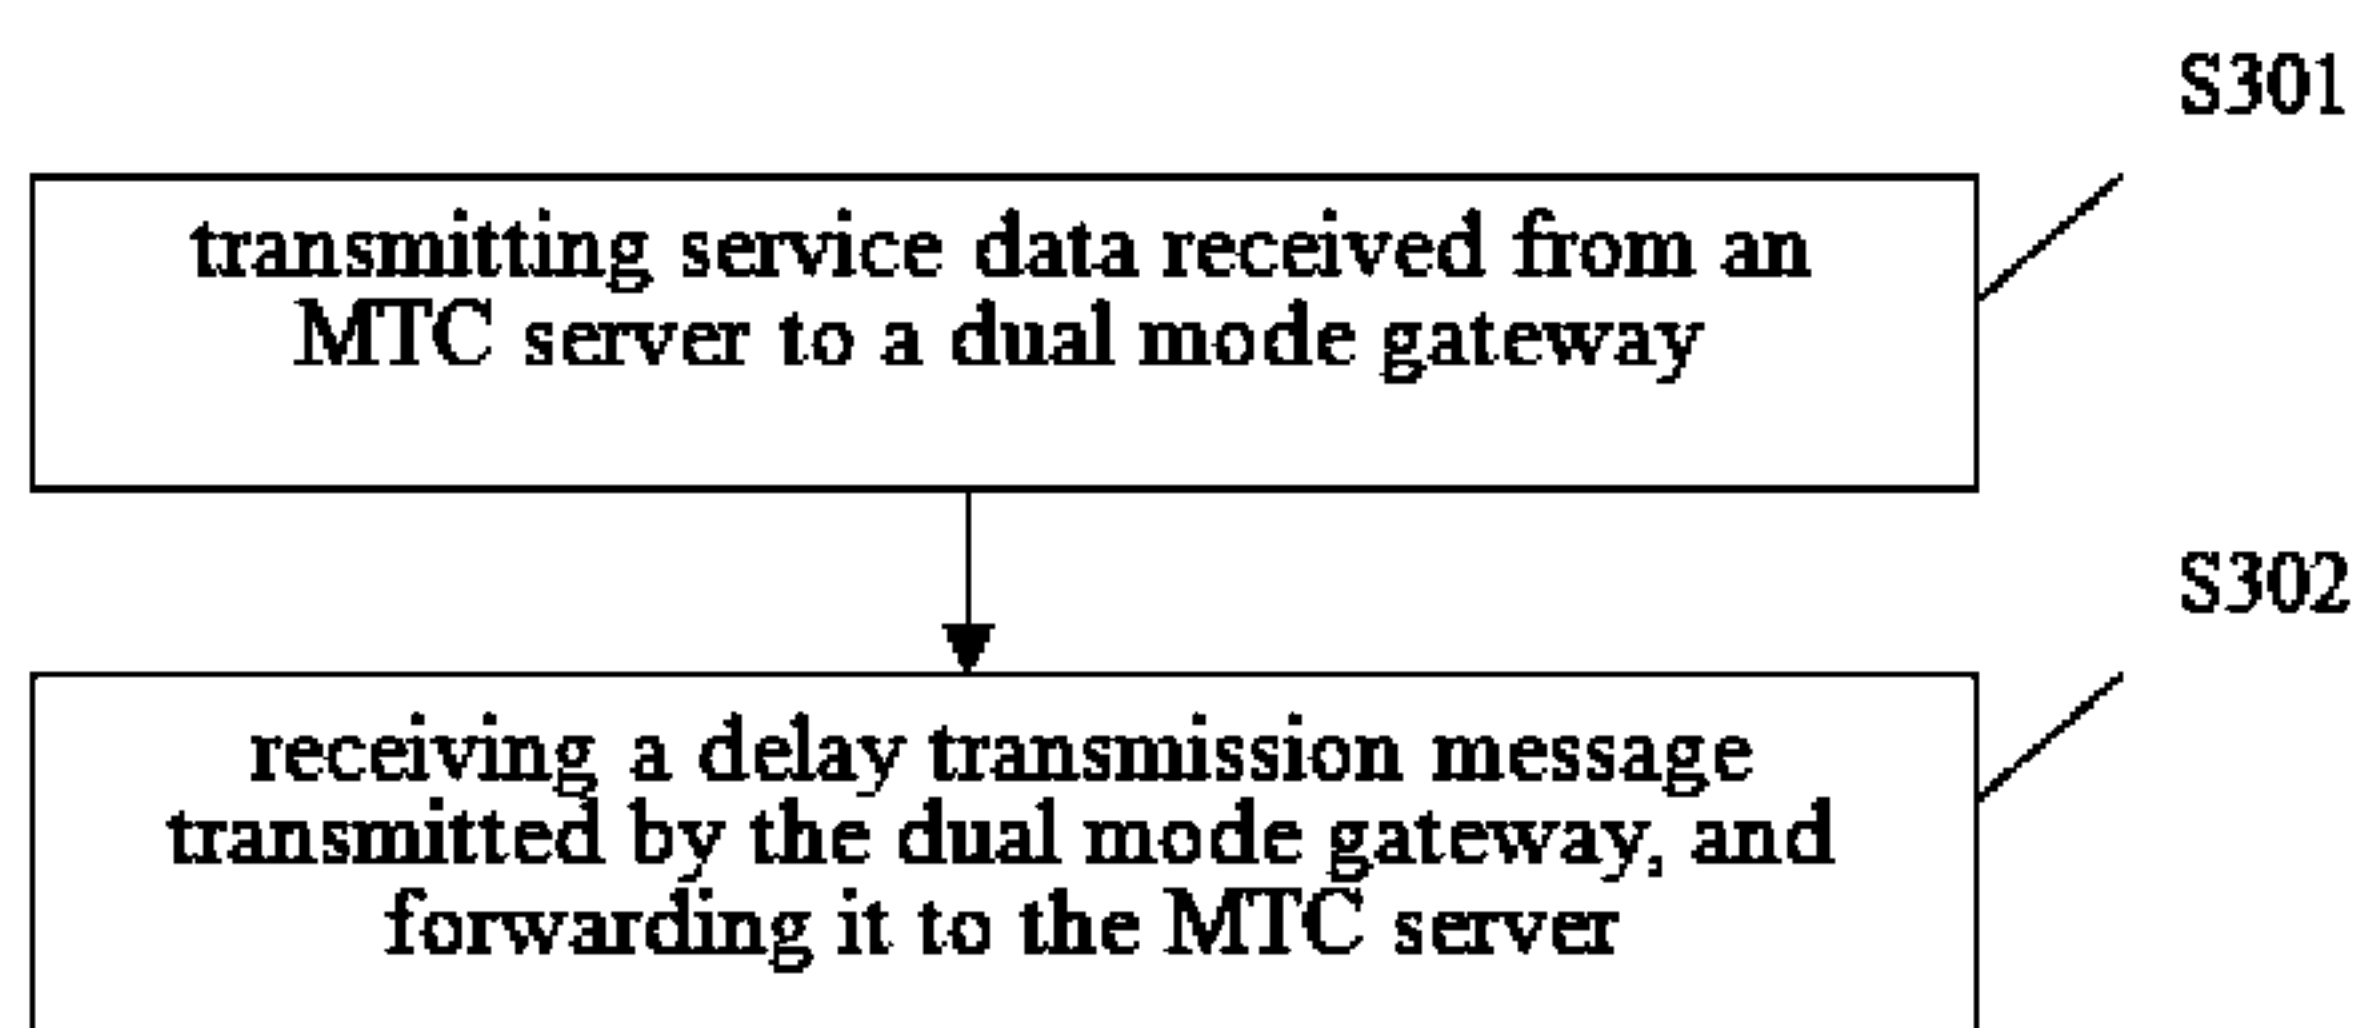 S301
transmitting service data received from an
MTC server to a dual mode gateway
S302
receiving a delay transmission message
transmitted by the dual mode gateway, and
forwarding it to the MTC server